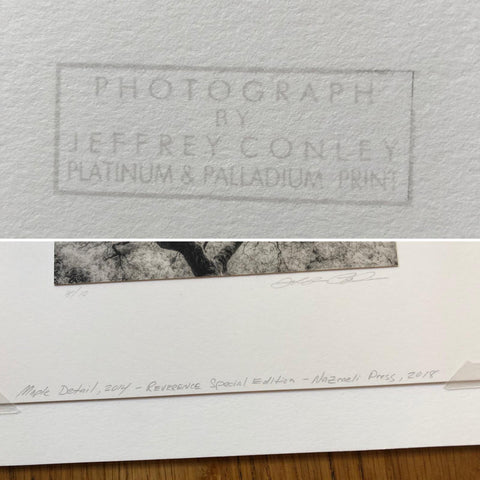 PHOTOGRAPH
BY
JEFFREY CONLEY
PLATINUM & PALLADIUM PRINT
Maple Detail, 2014 - Reverence Special Edition - Nazraeli Press, 2018